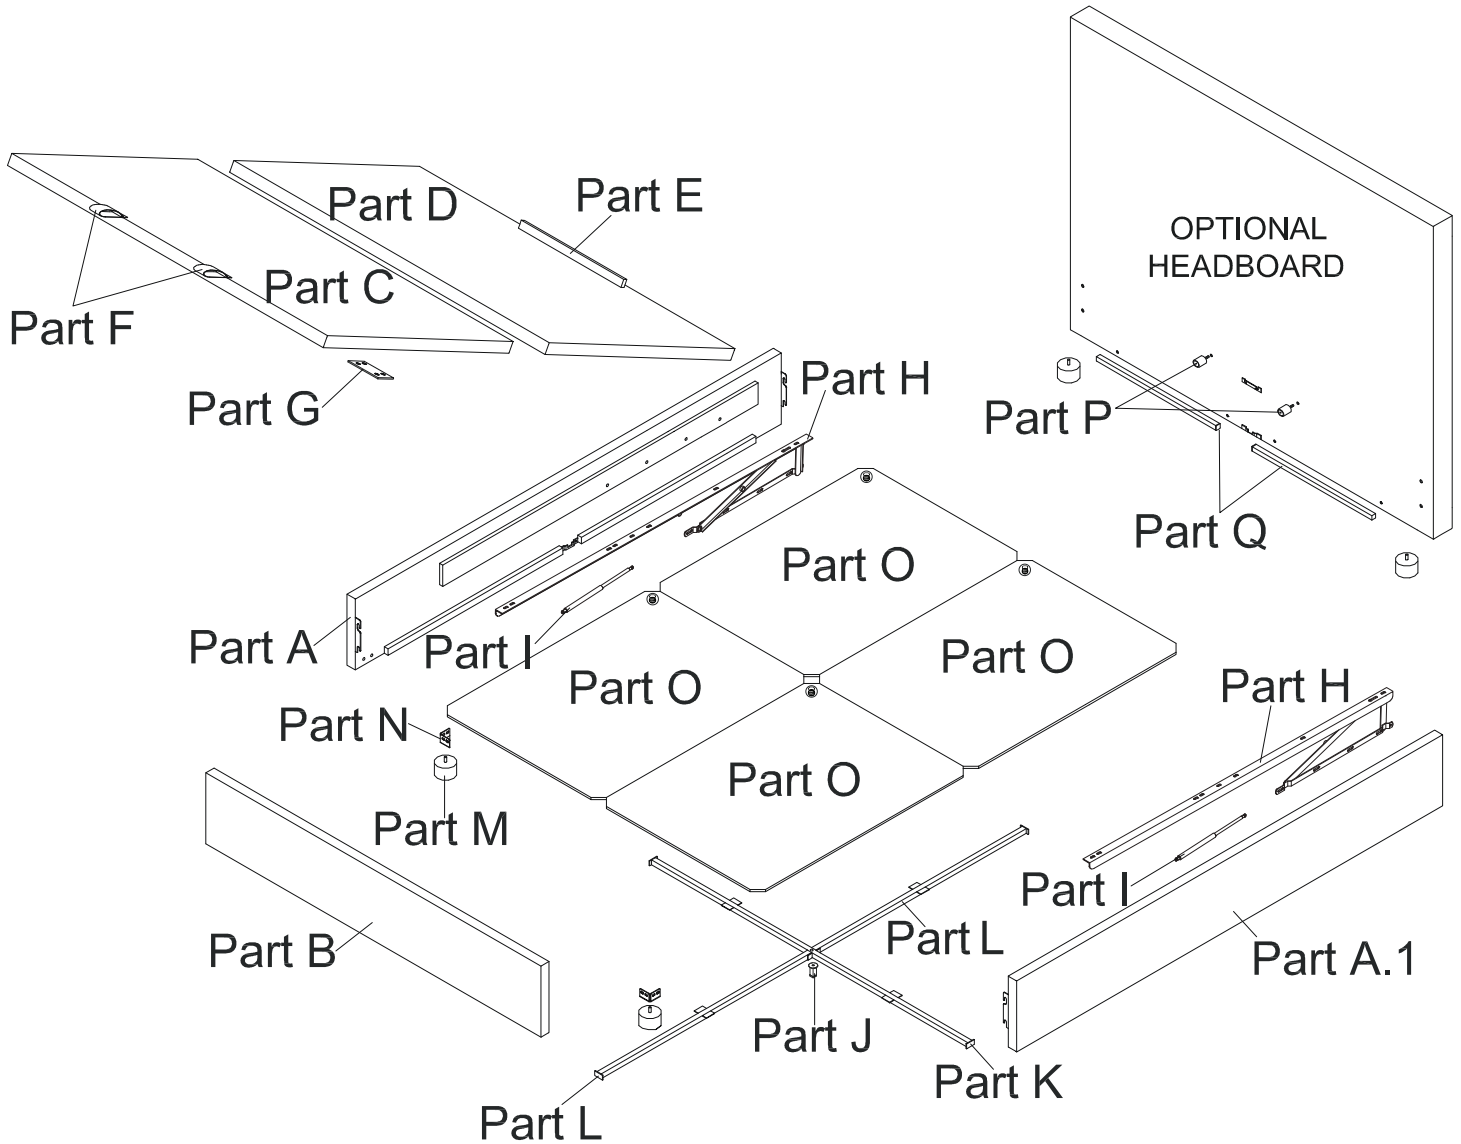 Part D
Part E
OPTIONAL
HEADBOARD
Part C
Part F
Part H
Part G
Part P
Part Q
Part O
Part A
Part I
Part O
Part O
Part H
Part N
Part O
Part M
Part I
Part B
Part L
Part A.1
Part J
Part K
Part L